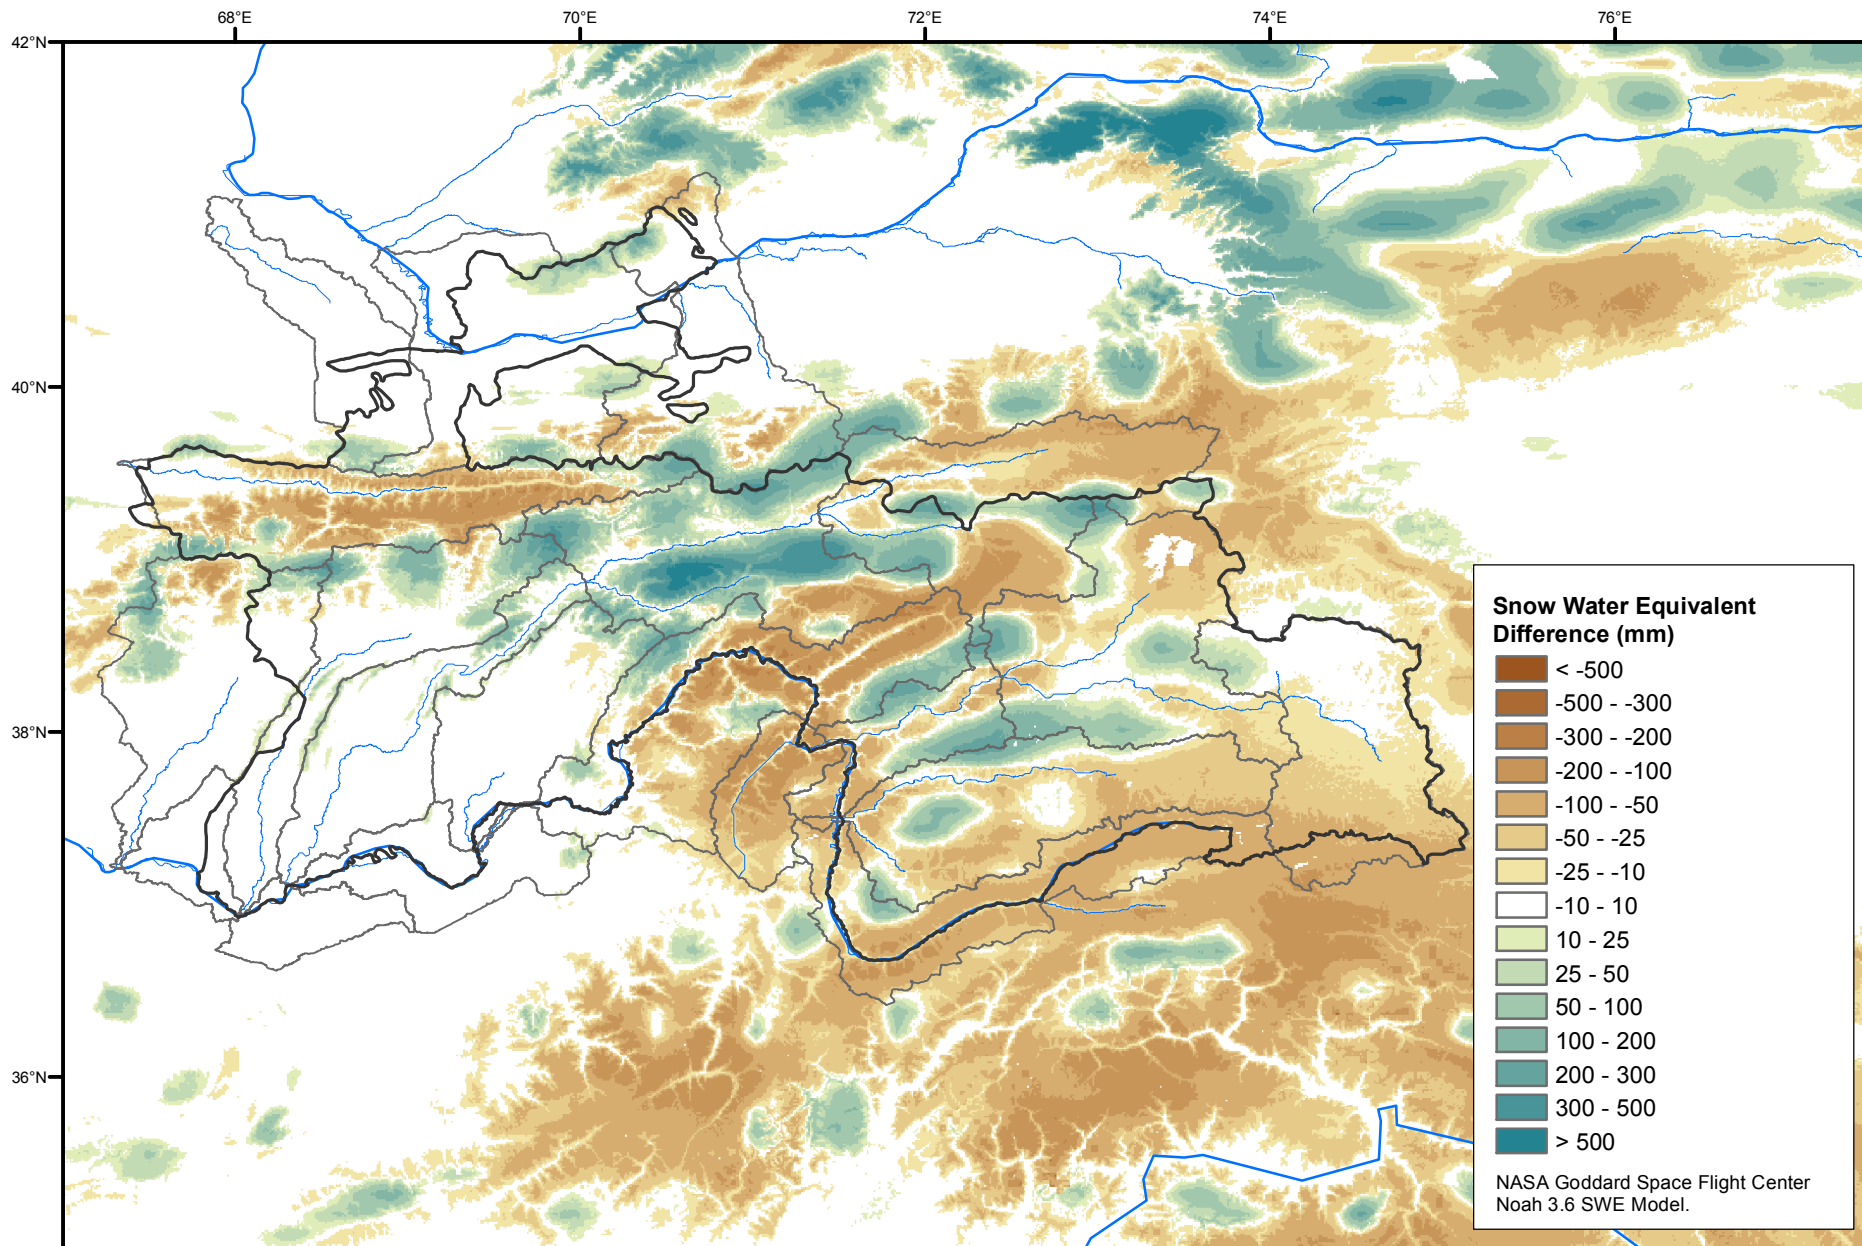 68°E
70°E
72°E
74°E
76°E
42°N
40°N
38°N
36°N
Snow Water Equivalent
Difference (mm)
< -500
-500 - -300
-300 - -200
-200 - -100
-100 - -50
-50 - -25
-25 - -10
-10 - 10
10 - 25
25 - 50
50 - 100
100 - 200
200 - 300
300 - 500
> 500
NASA Goddard Space Flight Center
Noah 3.6 SWE Model.